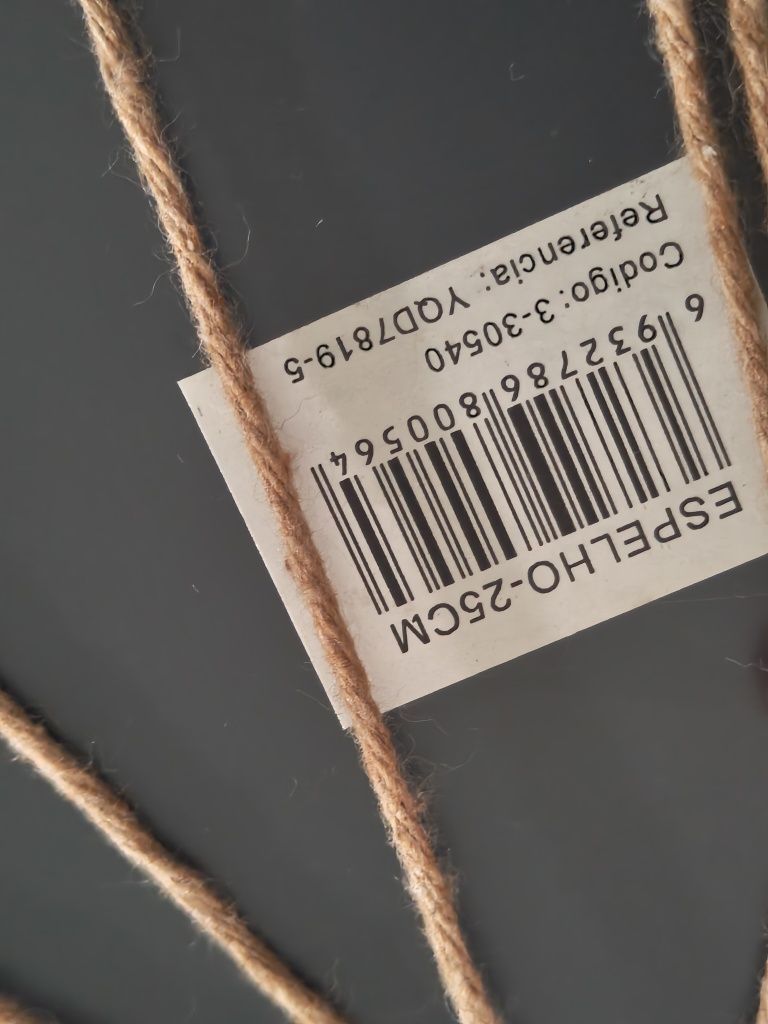 ESPELHO-25CM
6 932786 800564
Codigo: 3-30540
Referencia: YQD7819-5